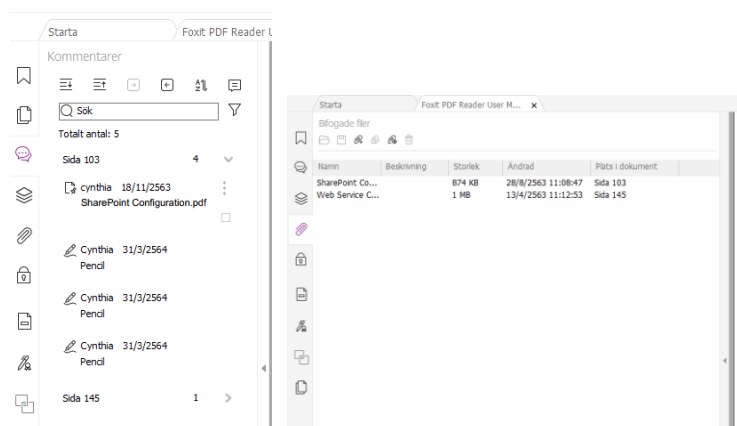 Starta
Foxit PDF Reader U
Kommentarer
Sök
Totalt antal: 5
Sida 103 4
cynthia 18/11/2563
SharePoint Configuration.pdf
Cynthia 31/3/2564
Pencil
Cynthia 31/3/2564
Pencil
Cynthia 31/3/2564
Pencil
Sida 145 1
Starta
Foxit PDF Reader User M... x
Bifogade filer
Namn Beskrivning Storlek Ändrad Plats i dokument
SharePoint Co... 874 KB 28/8/2563 11:08:47 Sida 103
Web Service C... 1 MB 13/4/2563 11:12:53 Sida 145